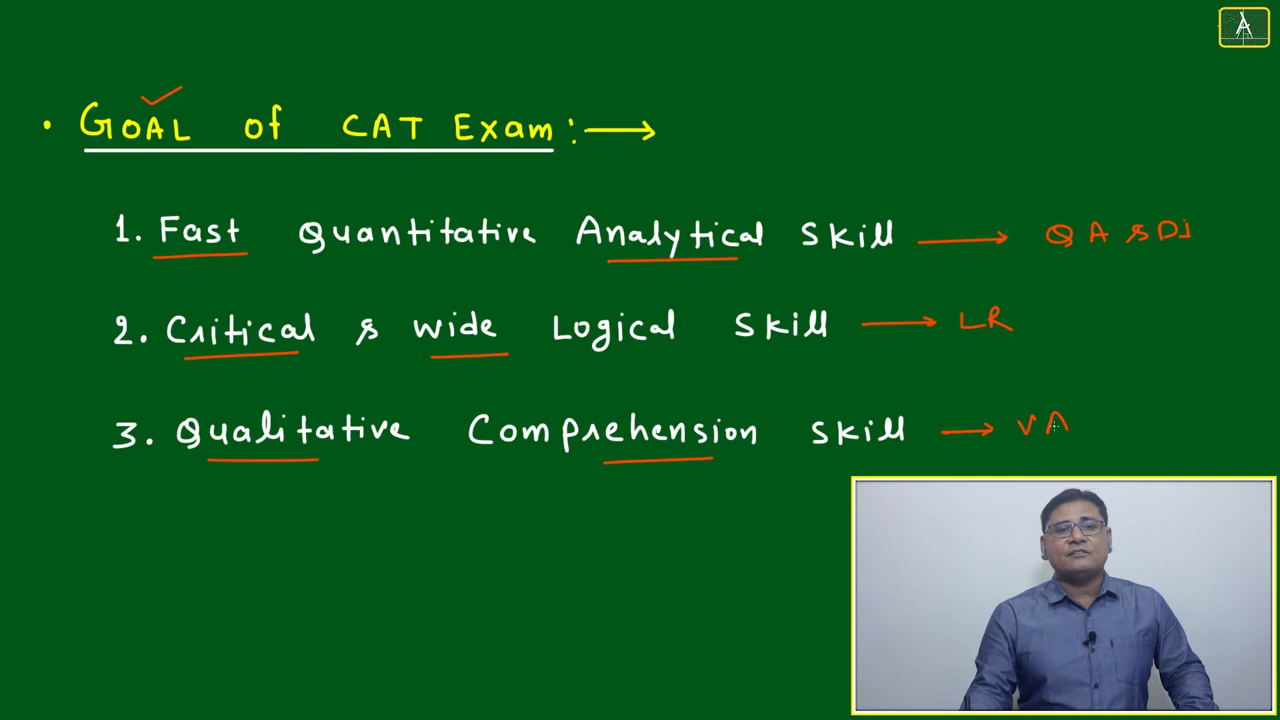 A
• GOAL of CAT Exam :→
1. Fast Quantitative Analytical Skill → QA & DI
2. Critical & wide Logical Skill → LR
3. Qualitative Comprehension Skill → VA